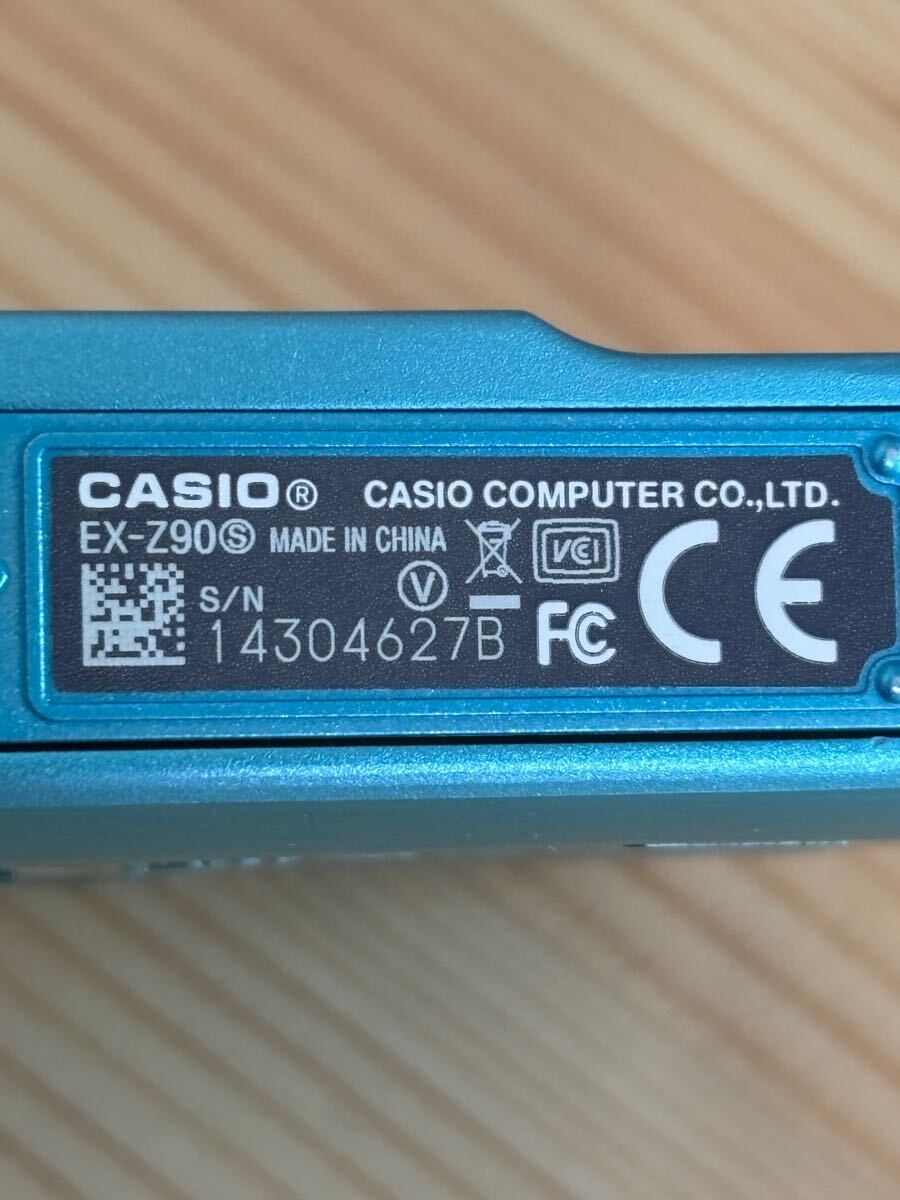 CASIO® CASIO COMPUTER CO.,LTD.
EX-Z90Ⓢ MADE IN CHINA
VCCI
S/N Ⓥ
14304627B
FC CE